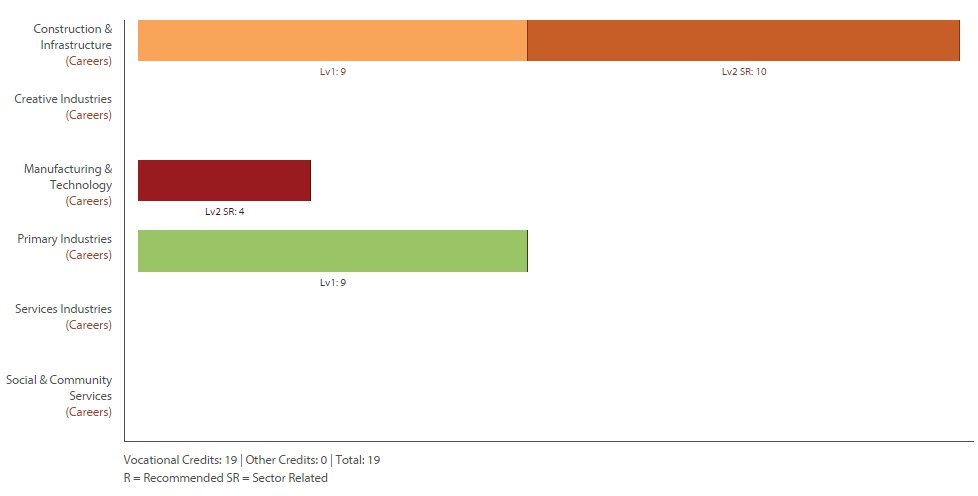 Construction &
Infrastructure
(Careers)
Lv1: 9
Lv2 SR: 10
Creative Industries
(Careers)
Manufacturing &
Technology
(Careers)
Lv2 SR: 4
Primary Industries
(Careers)
Lv1: 9
Services Industries
(Careers)
Social & Community
Services
(Careers)
Vocational Credits: 19 | Other Credits: 0 | Total: 19
R = Recommended SR = Sector Related